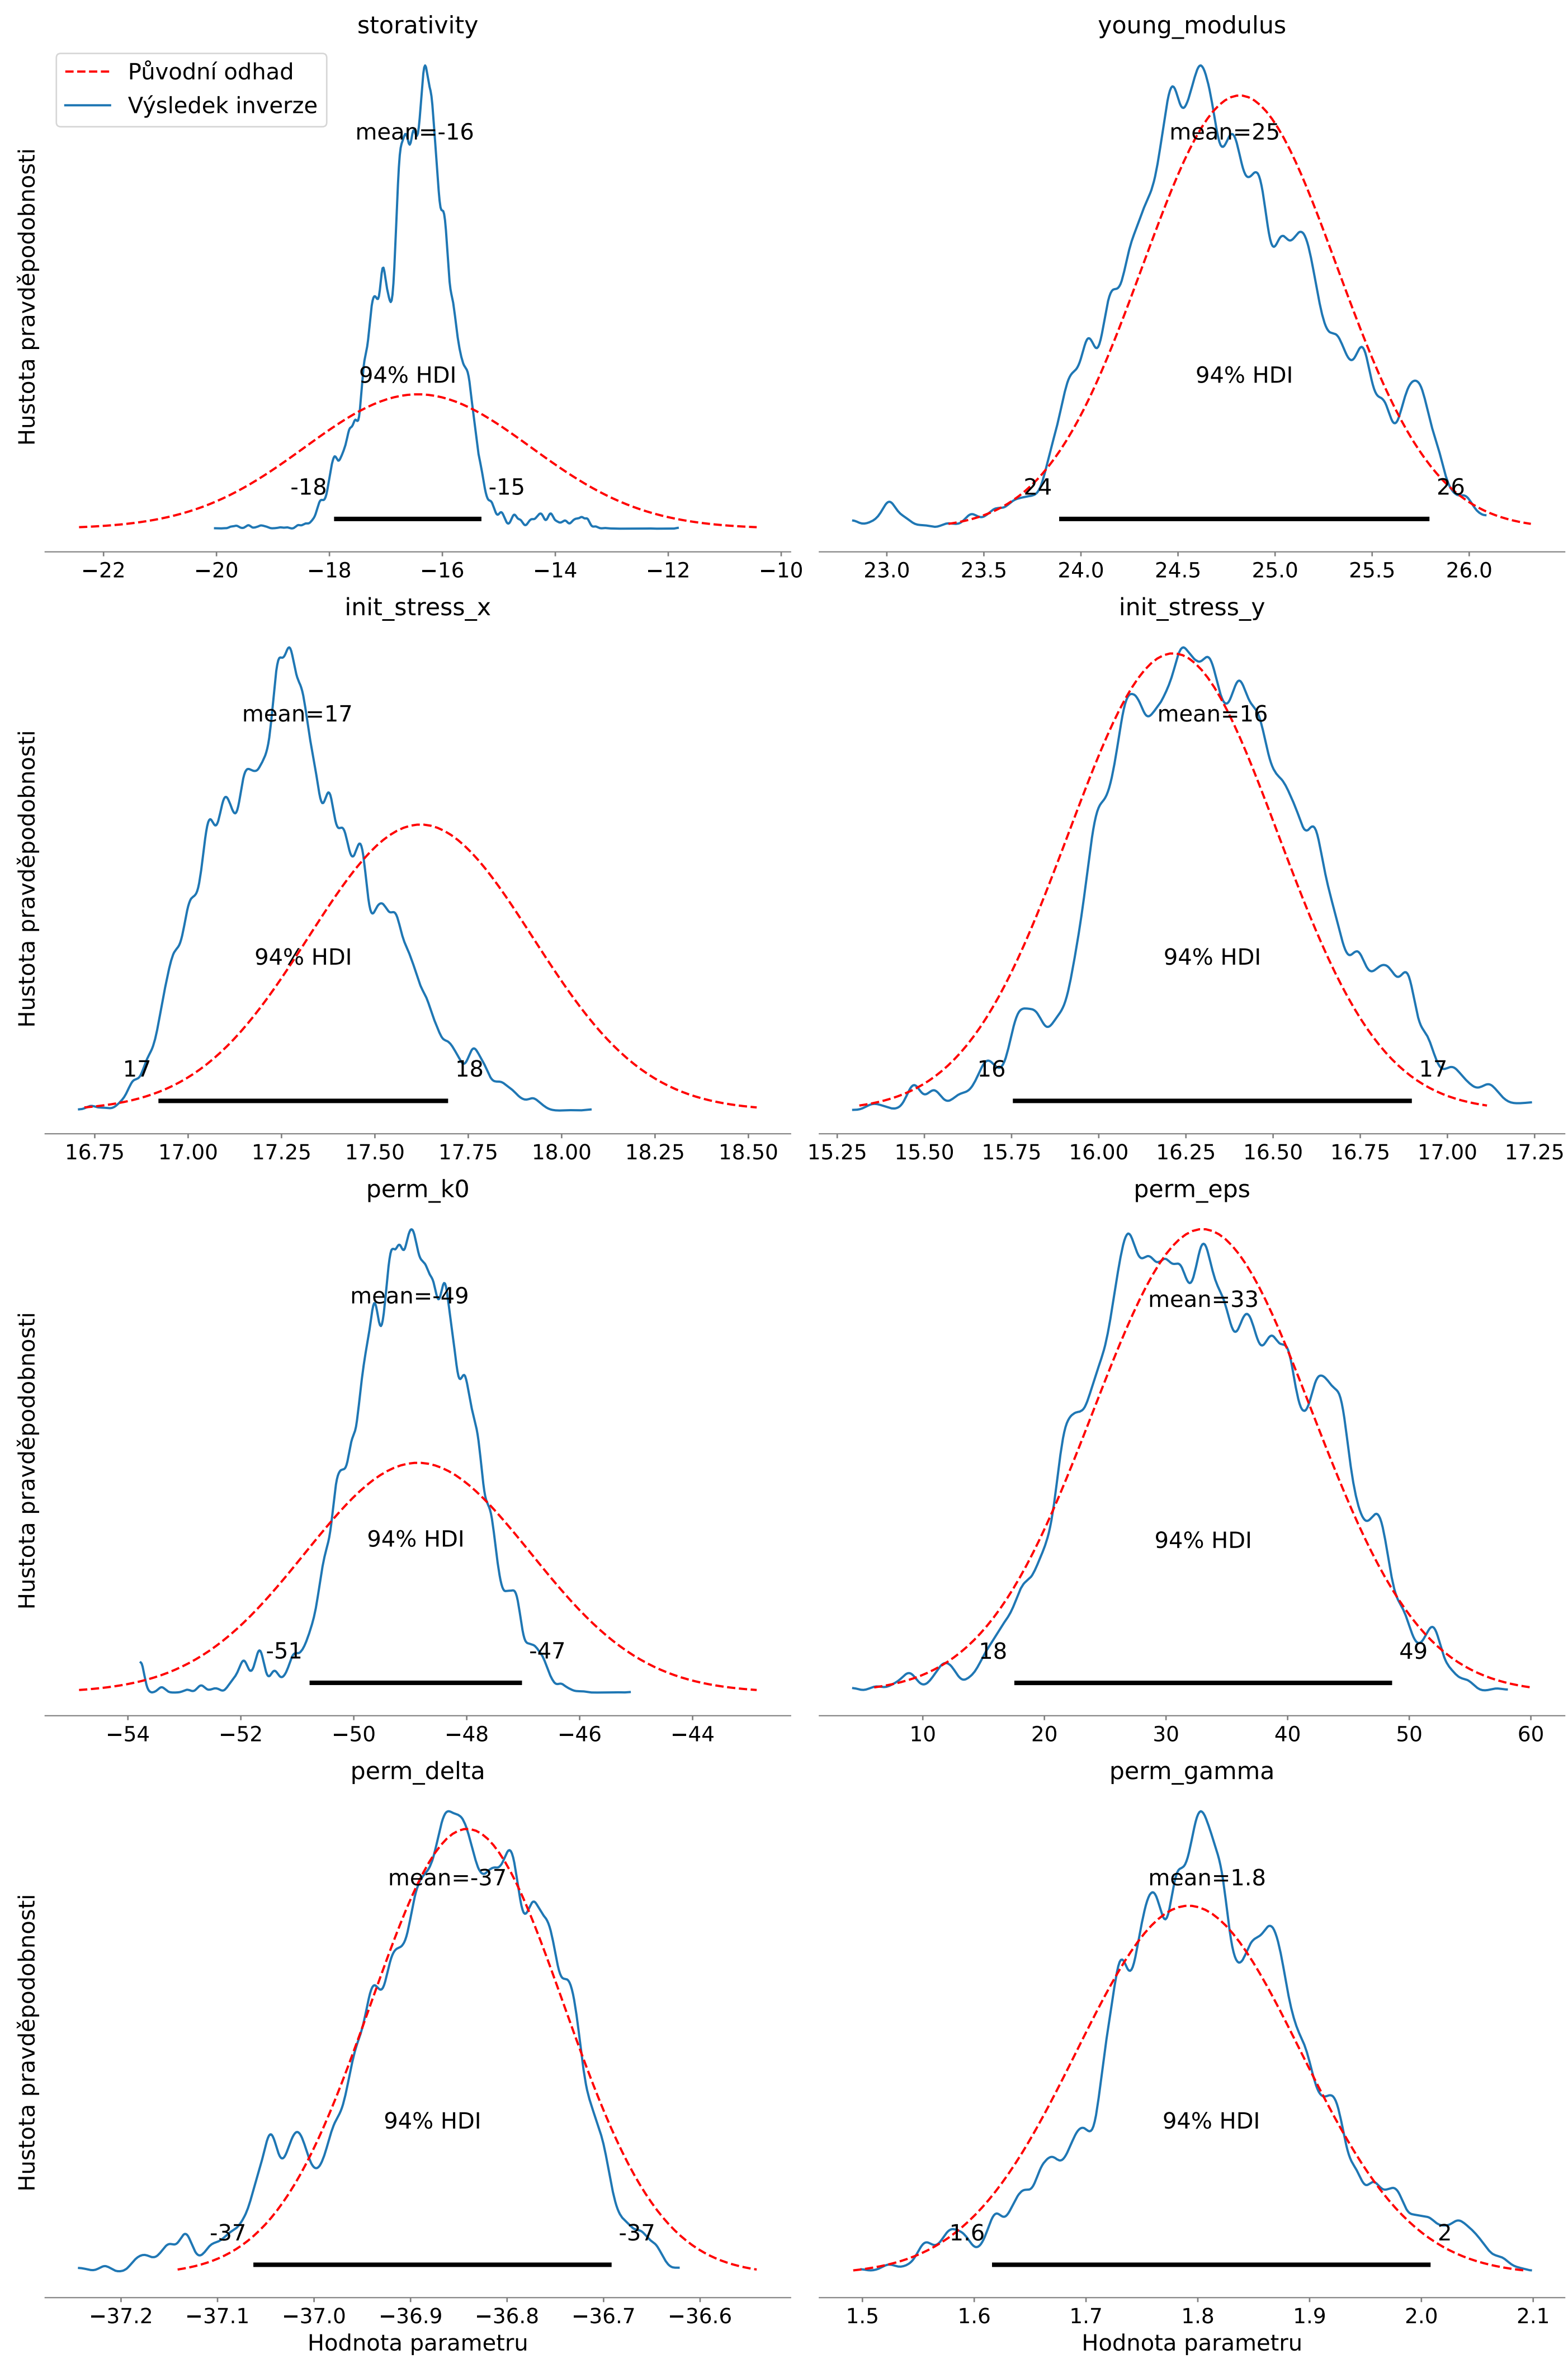 storativity
Původní odhad
Výsledek inverze
mean=-16
94% HDI
-18
-15
Hustota pravděpodobnosti
−22 −20 −18 −16 −14 −12 −10
young_modulus
mean=25
94% HDI
24
26
23.0 23.5 24.0 24.5 25.0 25.5 26.0
init_stress_x
mean=17
94% HDI
17
18
Hustota pravděpodobnosti
16.75 17.00 17.25 17.50 17.75 18.00 18.25 18.50
init_stress_y
mean=16
94% HDI
16
17
15.25 15.50 15.75 16.00 16.25 16.50 16.75 17.00 17.25
perm_k0
mean=-49
94% HDI
-51
-47
Hustota pravděpodobnosti
−54 −52 −50 −48 −46 −44
perm_eps
mean=33
94% HDI
18
49
10 20 30 40 50 60
perm_delta
mean=-37
94% HDI
-37
-37
Hustota pravděpodobnosti
−37.2 −37.1 −37.0 −36.9 −36.8 −36.7 −36.6
Hodnota parametru
perm_gamma
mean=1.8
94% HDI
1.6
2
1.5 1.6 1.7 1.8 1.9 2.0 2.1
Hodnota parametru